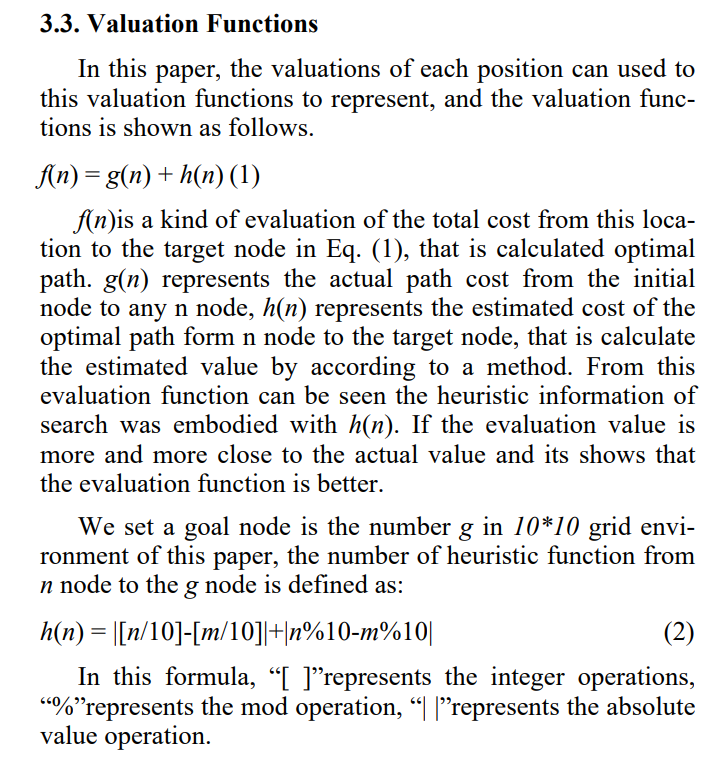 3.3. Valuation Functions
In this paper, the valuations of each position can used to
this valuation functions to represent, and the valuation func-
tions is shown as follows.
f(n) = g(n) + h(n) (1)
f(n)is a kind of evaluation of the total cost from this loca-
tion to the target node in Eq. (1), that is calculated optimal
path. g(n) represents the actual path cost from the initial
node to any n node, h(n) represents the estimated cost of the
optimal path form n node to the target node, that is calculate
the estimated value by according to a method. From this
evaluation function can be seen the heuristic information of
search was embodied with h(n). If the evaluation value is
more and more close to the actual value and its shows that
the evaluation function is better.
We set a goal node is the number g in 10*10 grid envi-
ronment of this paper, the number of heuristic function from
n node to the g node is defined as:
h(n) = |[n/10]-[m/10]|+|n%10-m%10| (2)
In this formula, “[ ]”represents the integer operations,
“%”represents the mod operation, “| |”represents the absolute
value operation.